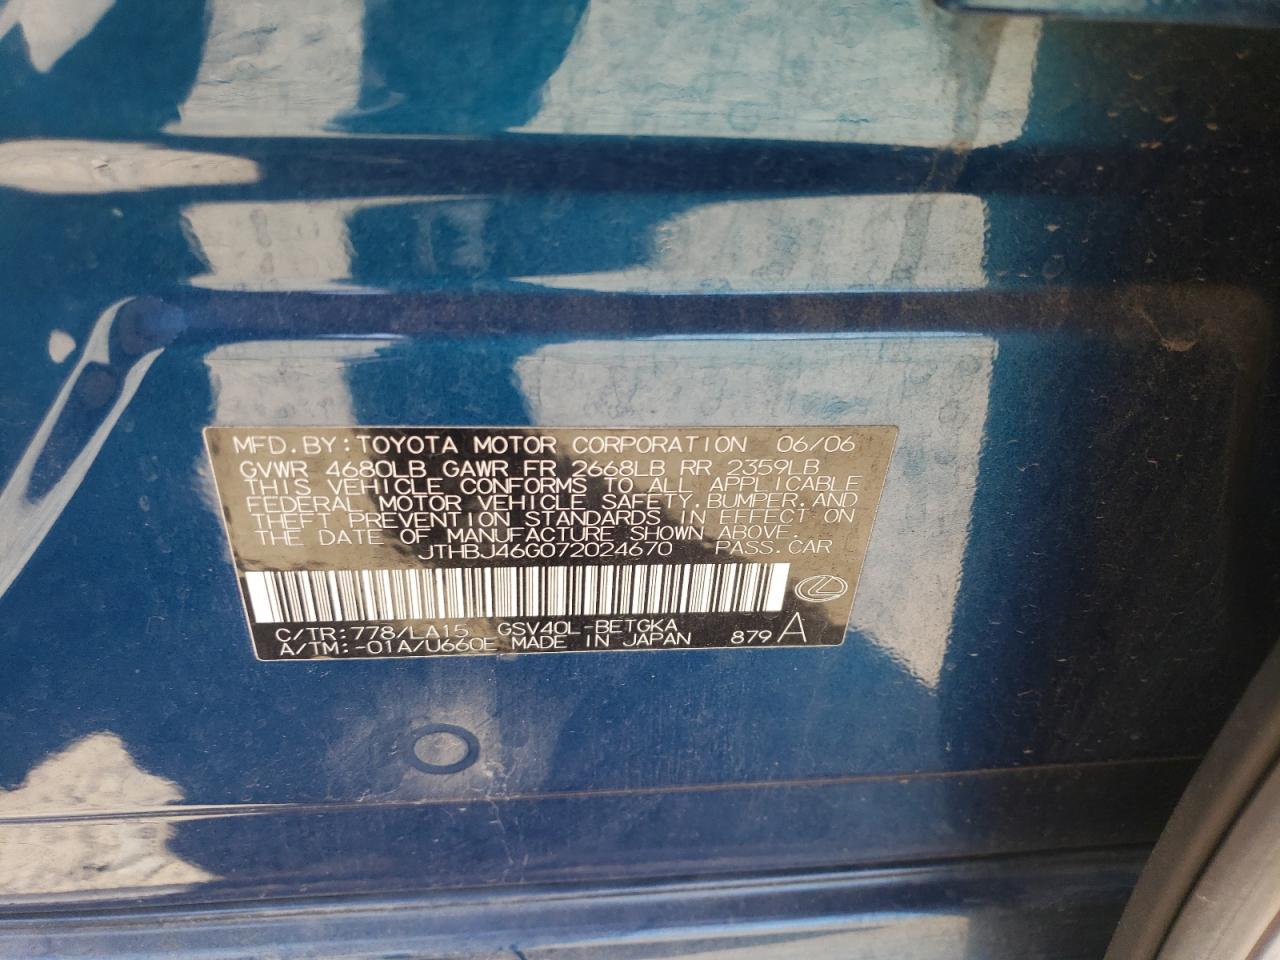 MFD. BY: TOYOTA MOTOR CORPORATION 06/06
GVWR 4680LB GAWR FR 2668LB RR 2359LB
THIS VEHICLE CONFORMS TO ALL APPLICABLE
FEDERAL MOTOR VEHICLE SAFETY, BUMPER, AND
THEFT PREVENTION STANDARDS IN EFFECT ON
THE DATE OF MANUFACTURE SHOWN ABOVE.
JTHBJ46G072024670 PASS. CAR
C/TR: 778/LA15 GSV40L-BETGKA
A/TM: -01A/U660E MADE IN JAPAN 879 A